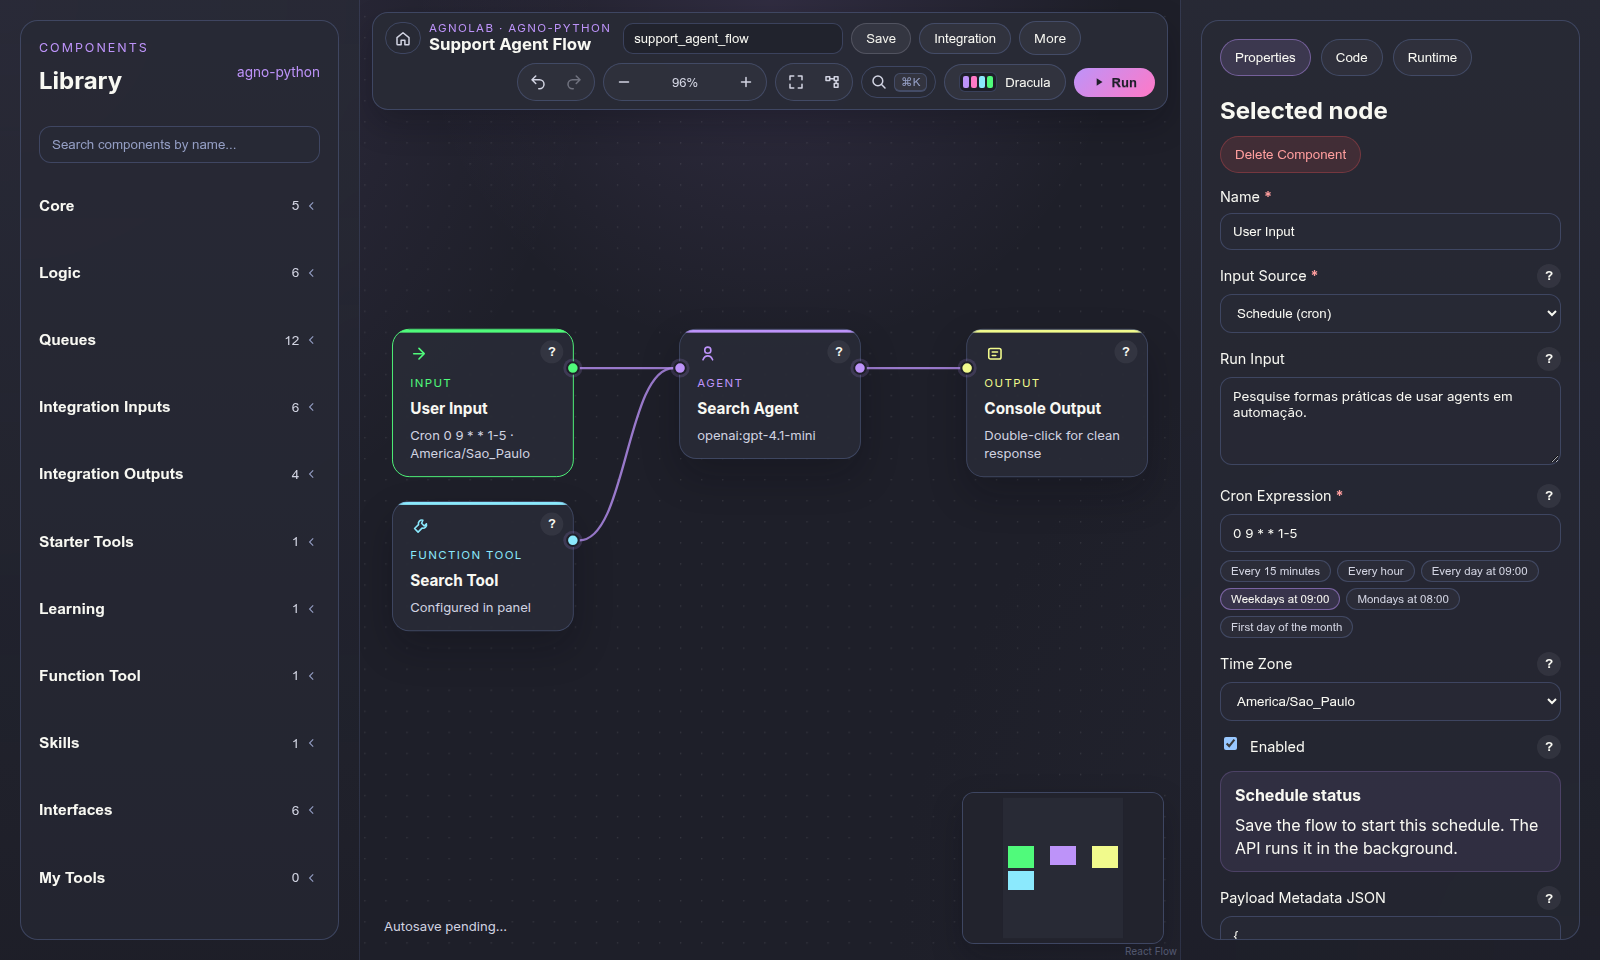 COMPONENTS
Library
agno-python
Search components by name...
Core 5
Logic 6
Queues 12
Integration Inputs 6
Integration Outputs 4
Starter Tools 1
Learning 1
Function Tool 1
Skills 1
Interfaces 6
My Tools 0
AGNOLAB · AGNO-PYTHON
Support Agent Flow
support_agent_flow
Save
Integration
More
96%
⌘K
Dracula
Run
?
INPUT
User Input
Cron 0 9 * * 1-5 ·
America/Sao_Paulo
?
AGENT
Search Agent
openai:gpt-4.1-mini
?
OUTPUT
Console Output
Double-click for clean
response
?
FUNCTION TOOL
Search Tool
Configured in panel
Autosave pending...
React Flow
Properties
Code
Runtime
Selected node
Delete Component
Name *
User Input
Input Source * ?
Schedule (cron)
Run Input ?
Pesquise formas práticas de usar agents em
automação.
Cron Expression * ?
0 9 * * 1-5
Every 15 minutes
Every hour
Every day at 09:00
Weekdays at 09:00
Mondays at 08:00
First day of the month
Time Zone ?
America/Sao_Paulo
Enabled ?
Schedule status
Save the flow to start this schedule. The
API runs it in the background.
Payload Metadata JSON ?
{